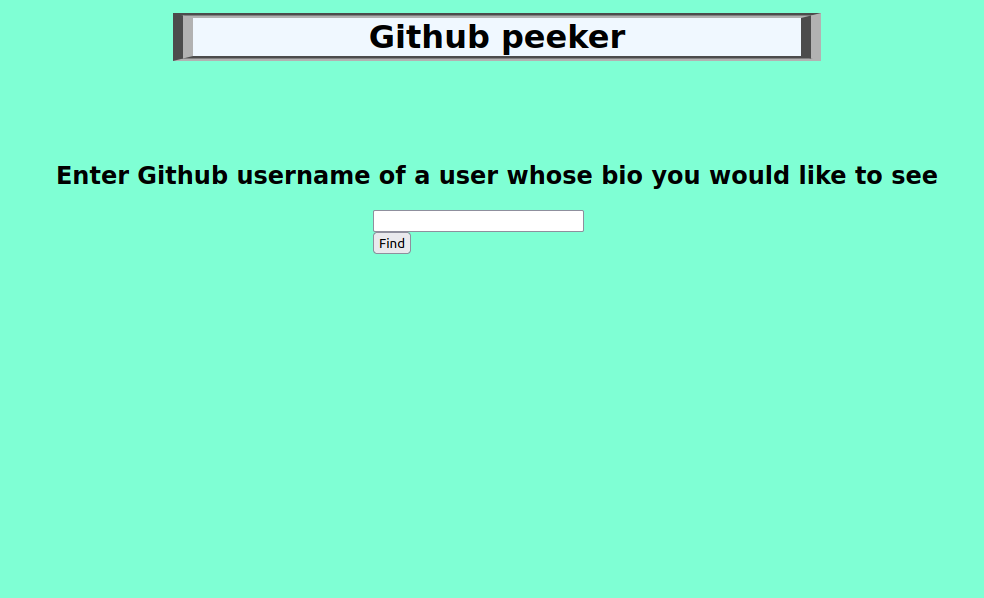 Github peeker
Enter Github username of a user whose bio you would like to see
Find